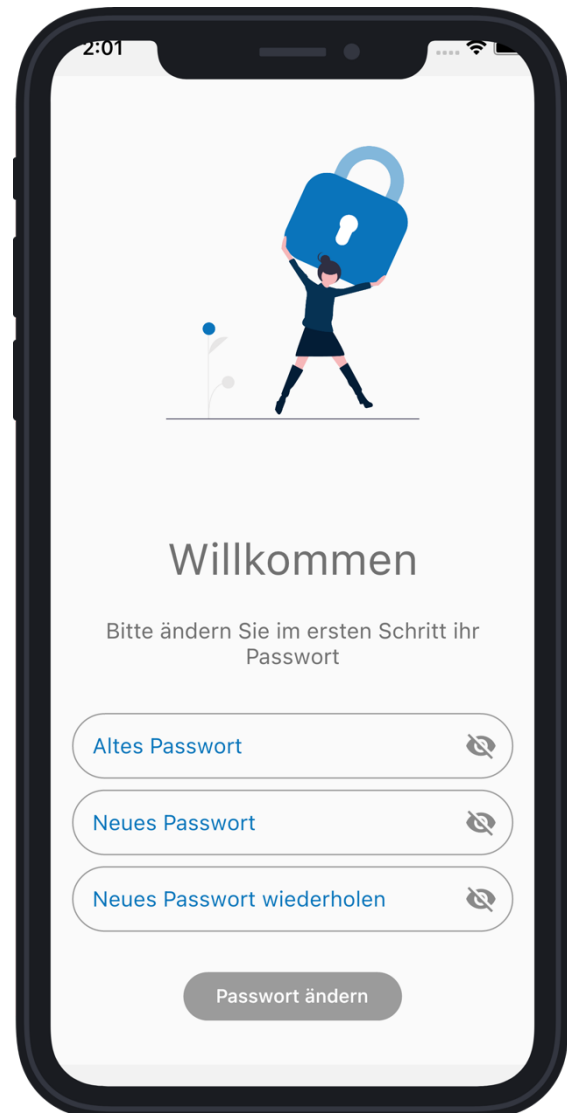 2:01
Willkommen
Bitte ändern Sie im ersten Schritt ihr
Passwort
Altes Passwort
Neues Passwort
Neues Passwort wiederholen
Passwort ändern